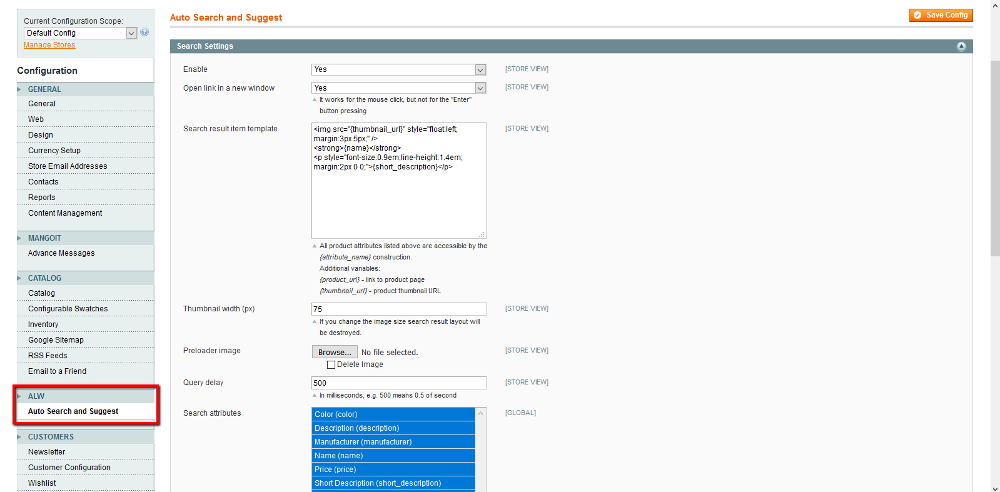 Current Configuration Scope:
Default Config
Manage Stores
Configuration
GENERAL
General
Web
Design
Currency Setup
Store Email Addresses
Contacts
Reports
Content Management
MANGOIT
Advance Messages
CATALOG
Catalog
Configurable Swatches
Inventory
Google Sitemap
RSS Feeds
Email to a Friend
ALW
Auto Search and Suggest
CUSTOMERS
Newsletter
Customer Configuration
Wishlist
Auto Search and Suggest
Save Config
Search Settings
Enable
Yes
[STORE VIEW]
Open link in a new window
Yes
[STORE VIEW]
It works for the mouse click, but not for the "Enter"
button pressing
Search result item template
<img src="{thumbnail_url}" style="float:left;
margin:3px 5px;" />
<strong>{name}</strong>
<p style="font-size:0.9em;line-height:1.4em;
margin:2px 0 0;">{short_description}</p>
[STORE VIEW]
All product attributes listed above are accessible by the
{attribute_name} construction.
Additional variables:
{product_url} - link to product page
{thumbnail_url} - product thumbnail URL
Thumbnail width (px)
75
[STORE VIEW]
If you change the image size search result layout will
be destroyed.
Preloader image
Browse... No file selected.
[STORE VIEW]
Delete Image
Query delay
500
[STORE VIEW]
In milliseconds, e.g. 500 means 0.5 of second
Search attributes
[GLOBAL]
Color (color)
Description (description)
Manufacturer (manufacturer)
Name (name)
Price (price)
Short Description (short_description)